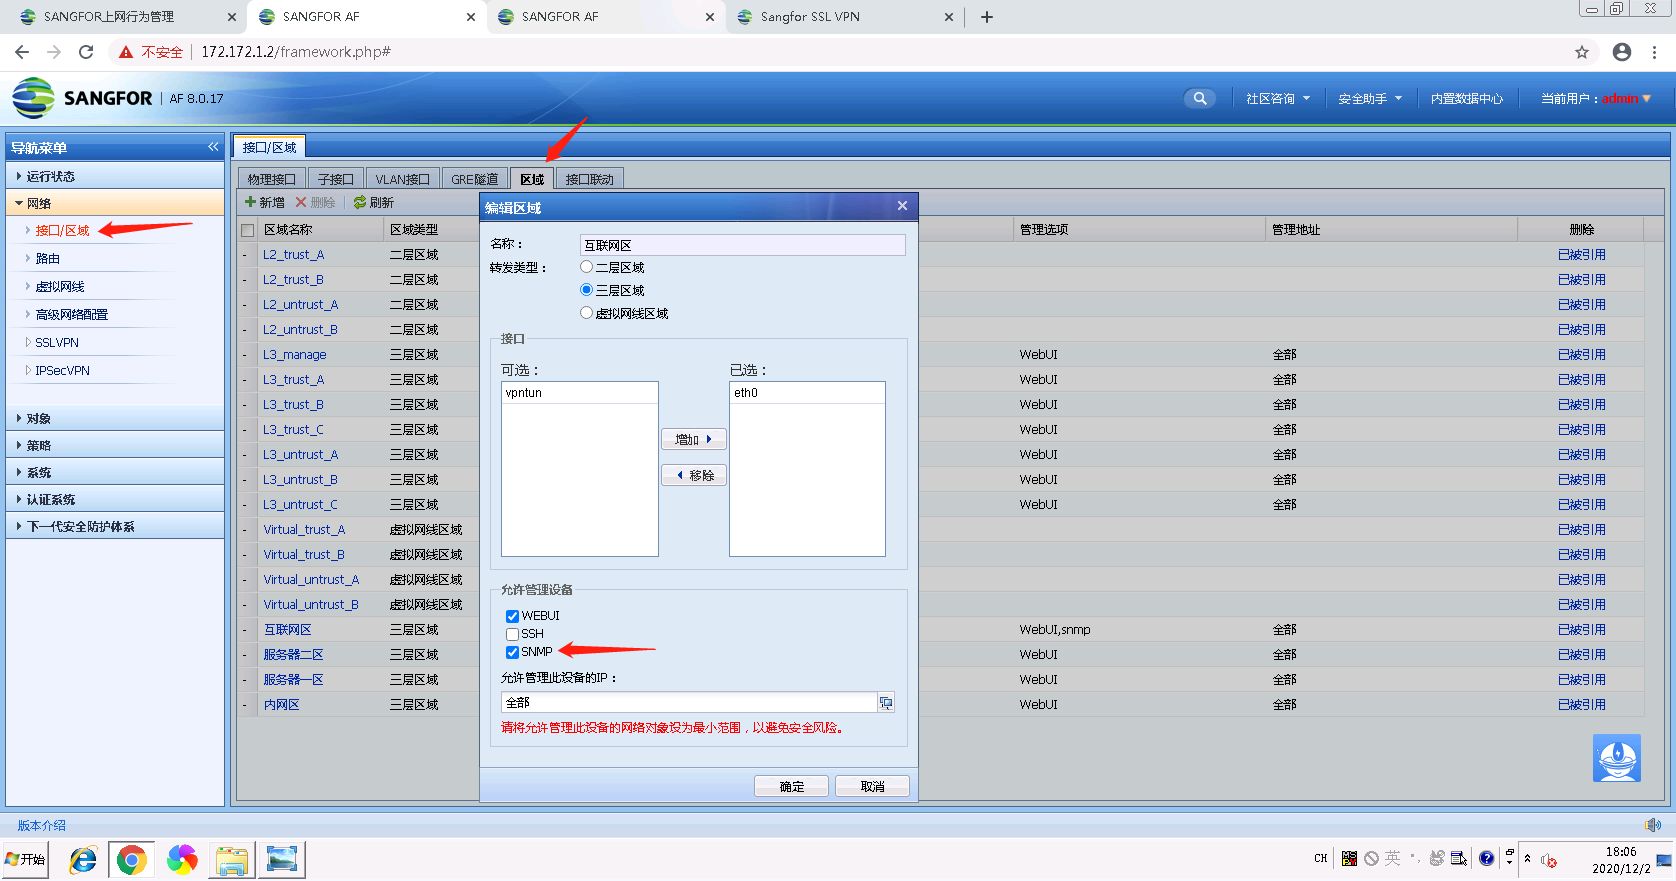 SANGFOR上网行为管理
SANGFOR AF
SANGFOR AF
Sangfor SSL VPN
不安全
172.172.1.2/framework.php#
SANGFOR
AF 8.0.17
社区咨询
安全助手
内置数据中心
当前用户：admin
导航菜单
运行状态
网络
接口/区域
路由
虚拟网线
高级网络配置
SSLVPN
IPSecVPN
对象
策略
系统
认证系统
下一代安全防护体系
接口/区域
物理接口 子接口 VLAN接口 GRE隧道 区域 接口联动
新增 删除 刷新
区域名称 区域类型 管理选项 管理地址 删除
- L2_trust_A 二层区域 已被引用
- L2_trust_B 二层区域 已被引用
- L2_untrust_A 二层区域 已被引用
- L2_untrust_B 二层区域 已被引用
- L3_manage 三层区域 WebUI 全部 已被引用
- L3_trust_A 三层区域 WebUI 全部 已被引用
- L3_trust_B 三层区域 WebUI 全部 已被引用
- L3_trust_C 三层区域 WebUI 全部 已被引用
- L3_untrust_A 三层区域 WebUI 全部 已被引用
- L3_untrust_B 三层区域 WebUI 全部 已被引用
- L3_untrust_C 三层区域 WebUI 全部 已被引用
- Virtual_trust_A 虚拟网线区域 已被引用
- Virtual_trust_B 虚拟网线区域 已被引用
- Virtual_untrust_A 虚拟网线区域 已被引用
- Virtual_untrust_B 虚拟网线区域 已被引用
- 互联网区 三层区域 WebUI,snmp 全部 已被引用
- 服务器二区 三层区域 WebUI 全部 已被引用
- 服务器一区 三层区域 WebUI 全部 已被引用
- 内网区 三层区域 WebUI 全部 已被引用
编辑区域
名称： 互联网区
转发类型： 二层区域
三层区域
虚拟网线区域
接口
可选： 已选：
vpntun eth0
增加
移除
允许管理设备
WEBUI
SSH
SNMP
允许管理此设备的IP：
全部
请将允许管理此设备的网络对象设为最小范围，以避免安全风险。
确定 取消
版本介绍
开始
CH
英
18:06
2020/12/2